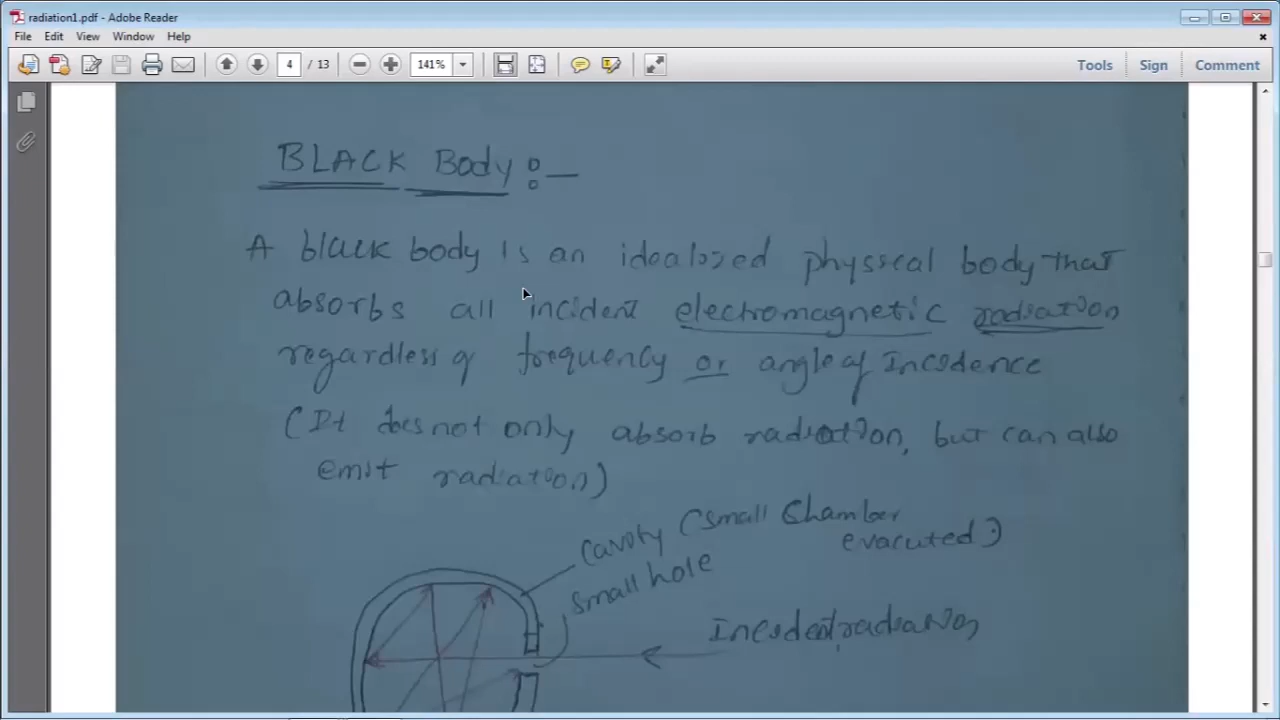 radiation1.pdf - Adobe Reader
File Edit View Window Help
4 / 13 141% Tools Sign Comment
BLACK Body :—
A black body is an idealized physical body that
absorbs all incident electromagnetic radiation
regardless of frequency or angle of Incidence
(It does not only absorb radiation, but can also
emit radiation)
Cavity (small Chamber
evacuted)
small hole
Incident radiation